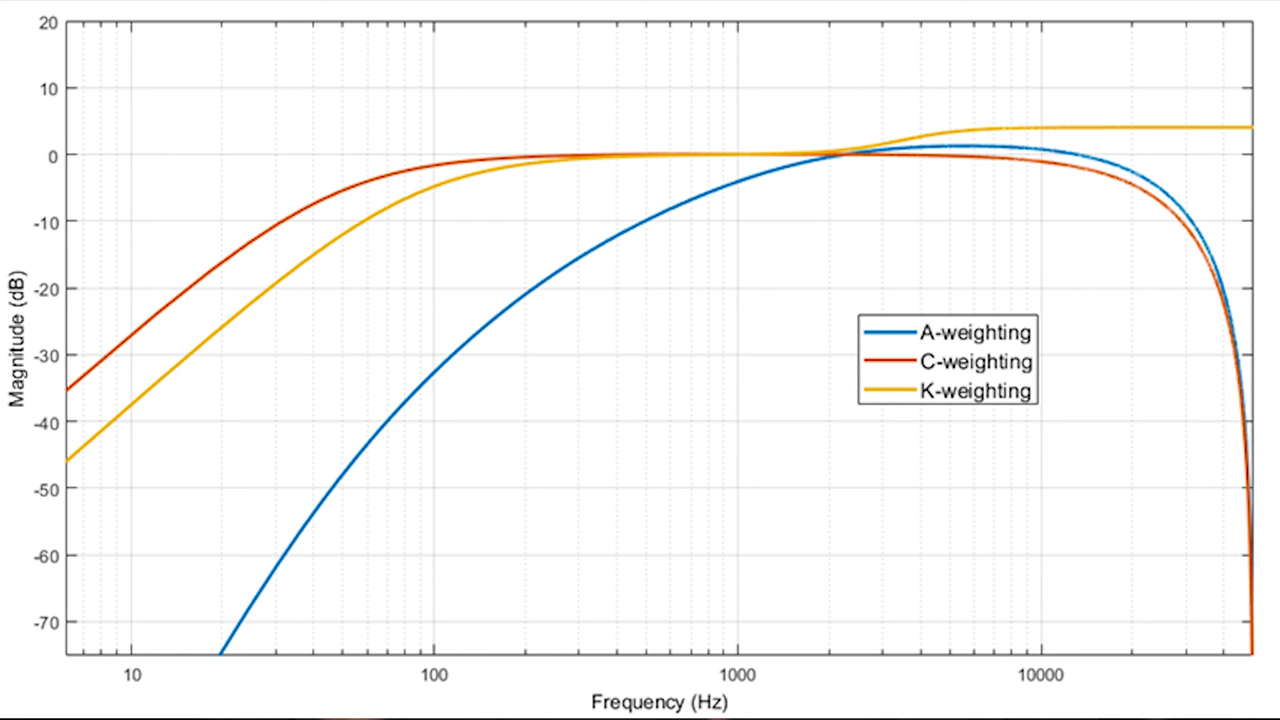 20
10
0
-10
-20
-30
-40
-50
-60
-70
Magnitude (dB)
A-weighting
C-weighting
K-weighting
10 100 1000 10000
Frequency (Hz)